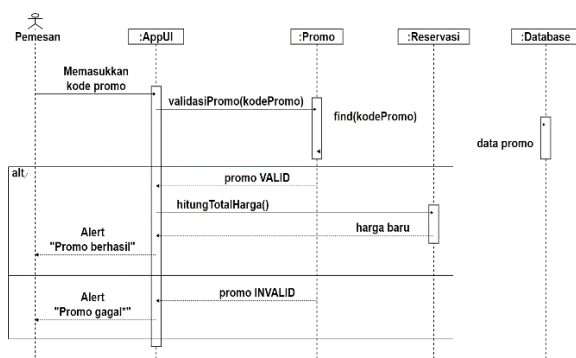 Pemesan
:AppUI
:Promo
:Reservasi
:Database
Memasukkan
kode promo
validasiPromo(kodePromo)
find(kodePromo)
data promo
alt
promo VALID
hitungTotalHarga()
harga baru
Alert
"Promo berhasil"
promo INVALID
Alert
"Promo gagal*"